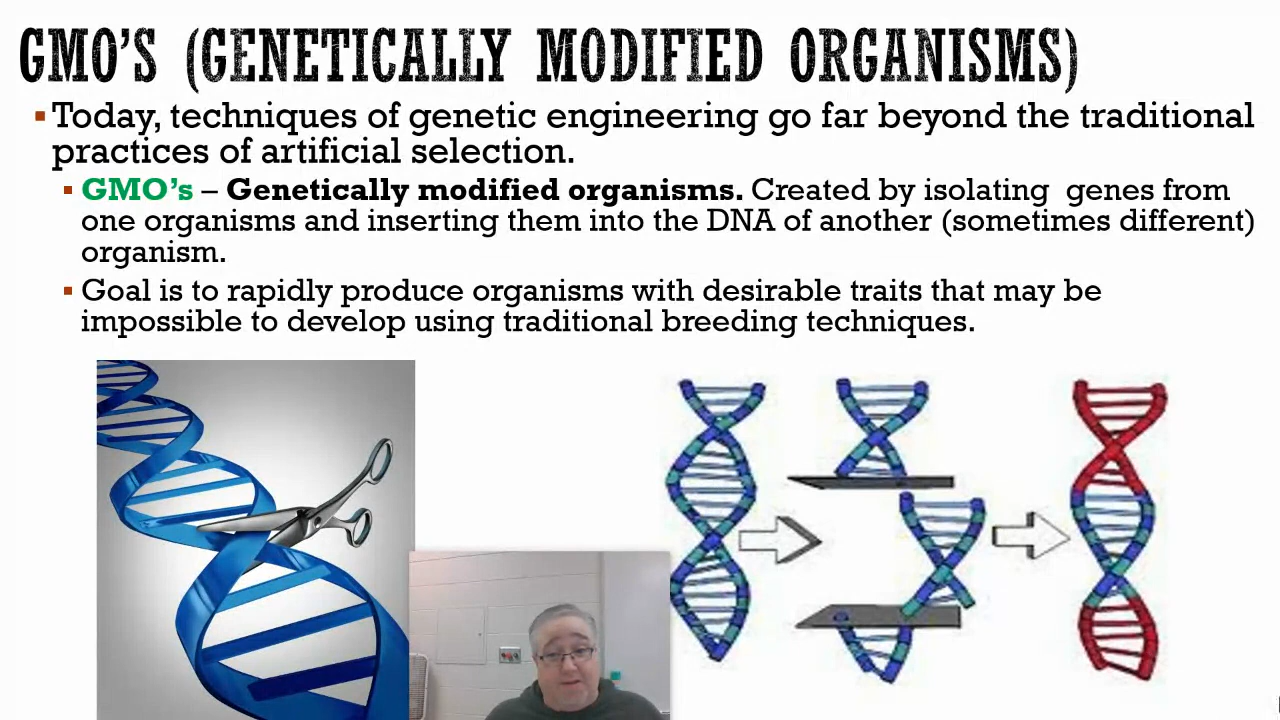 GMO'S (GENETICALLY MODIFIED ORGANISMS)
▪Today, techniques of genetic engineering go far beyond the traditional
practices of artificial selection.
▪ GMO's – Genetically modified organisms. Created by isolating genes from
one organisms and inserting them into the DNA of another (sometimes different)
organism.
▪ Goal is to rapidly produce organisms with desirable traits that may be
impossible to develop using traditional breeding techniques.